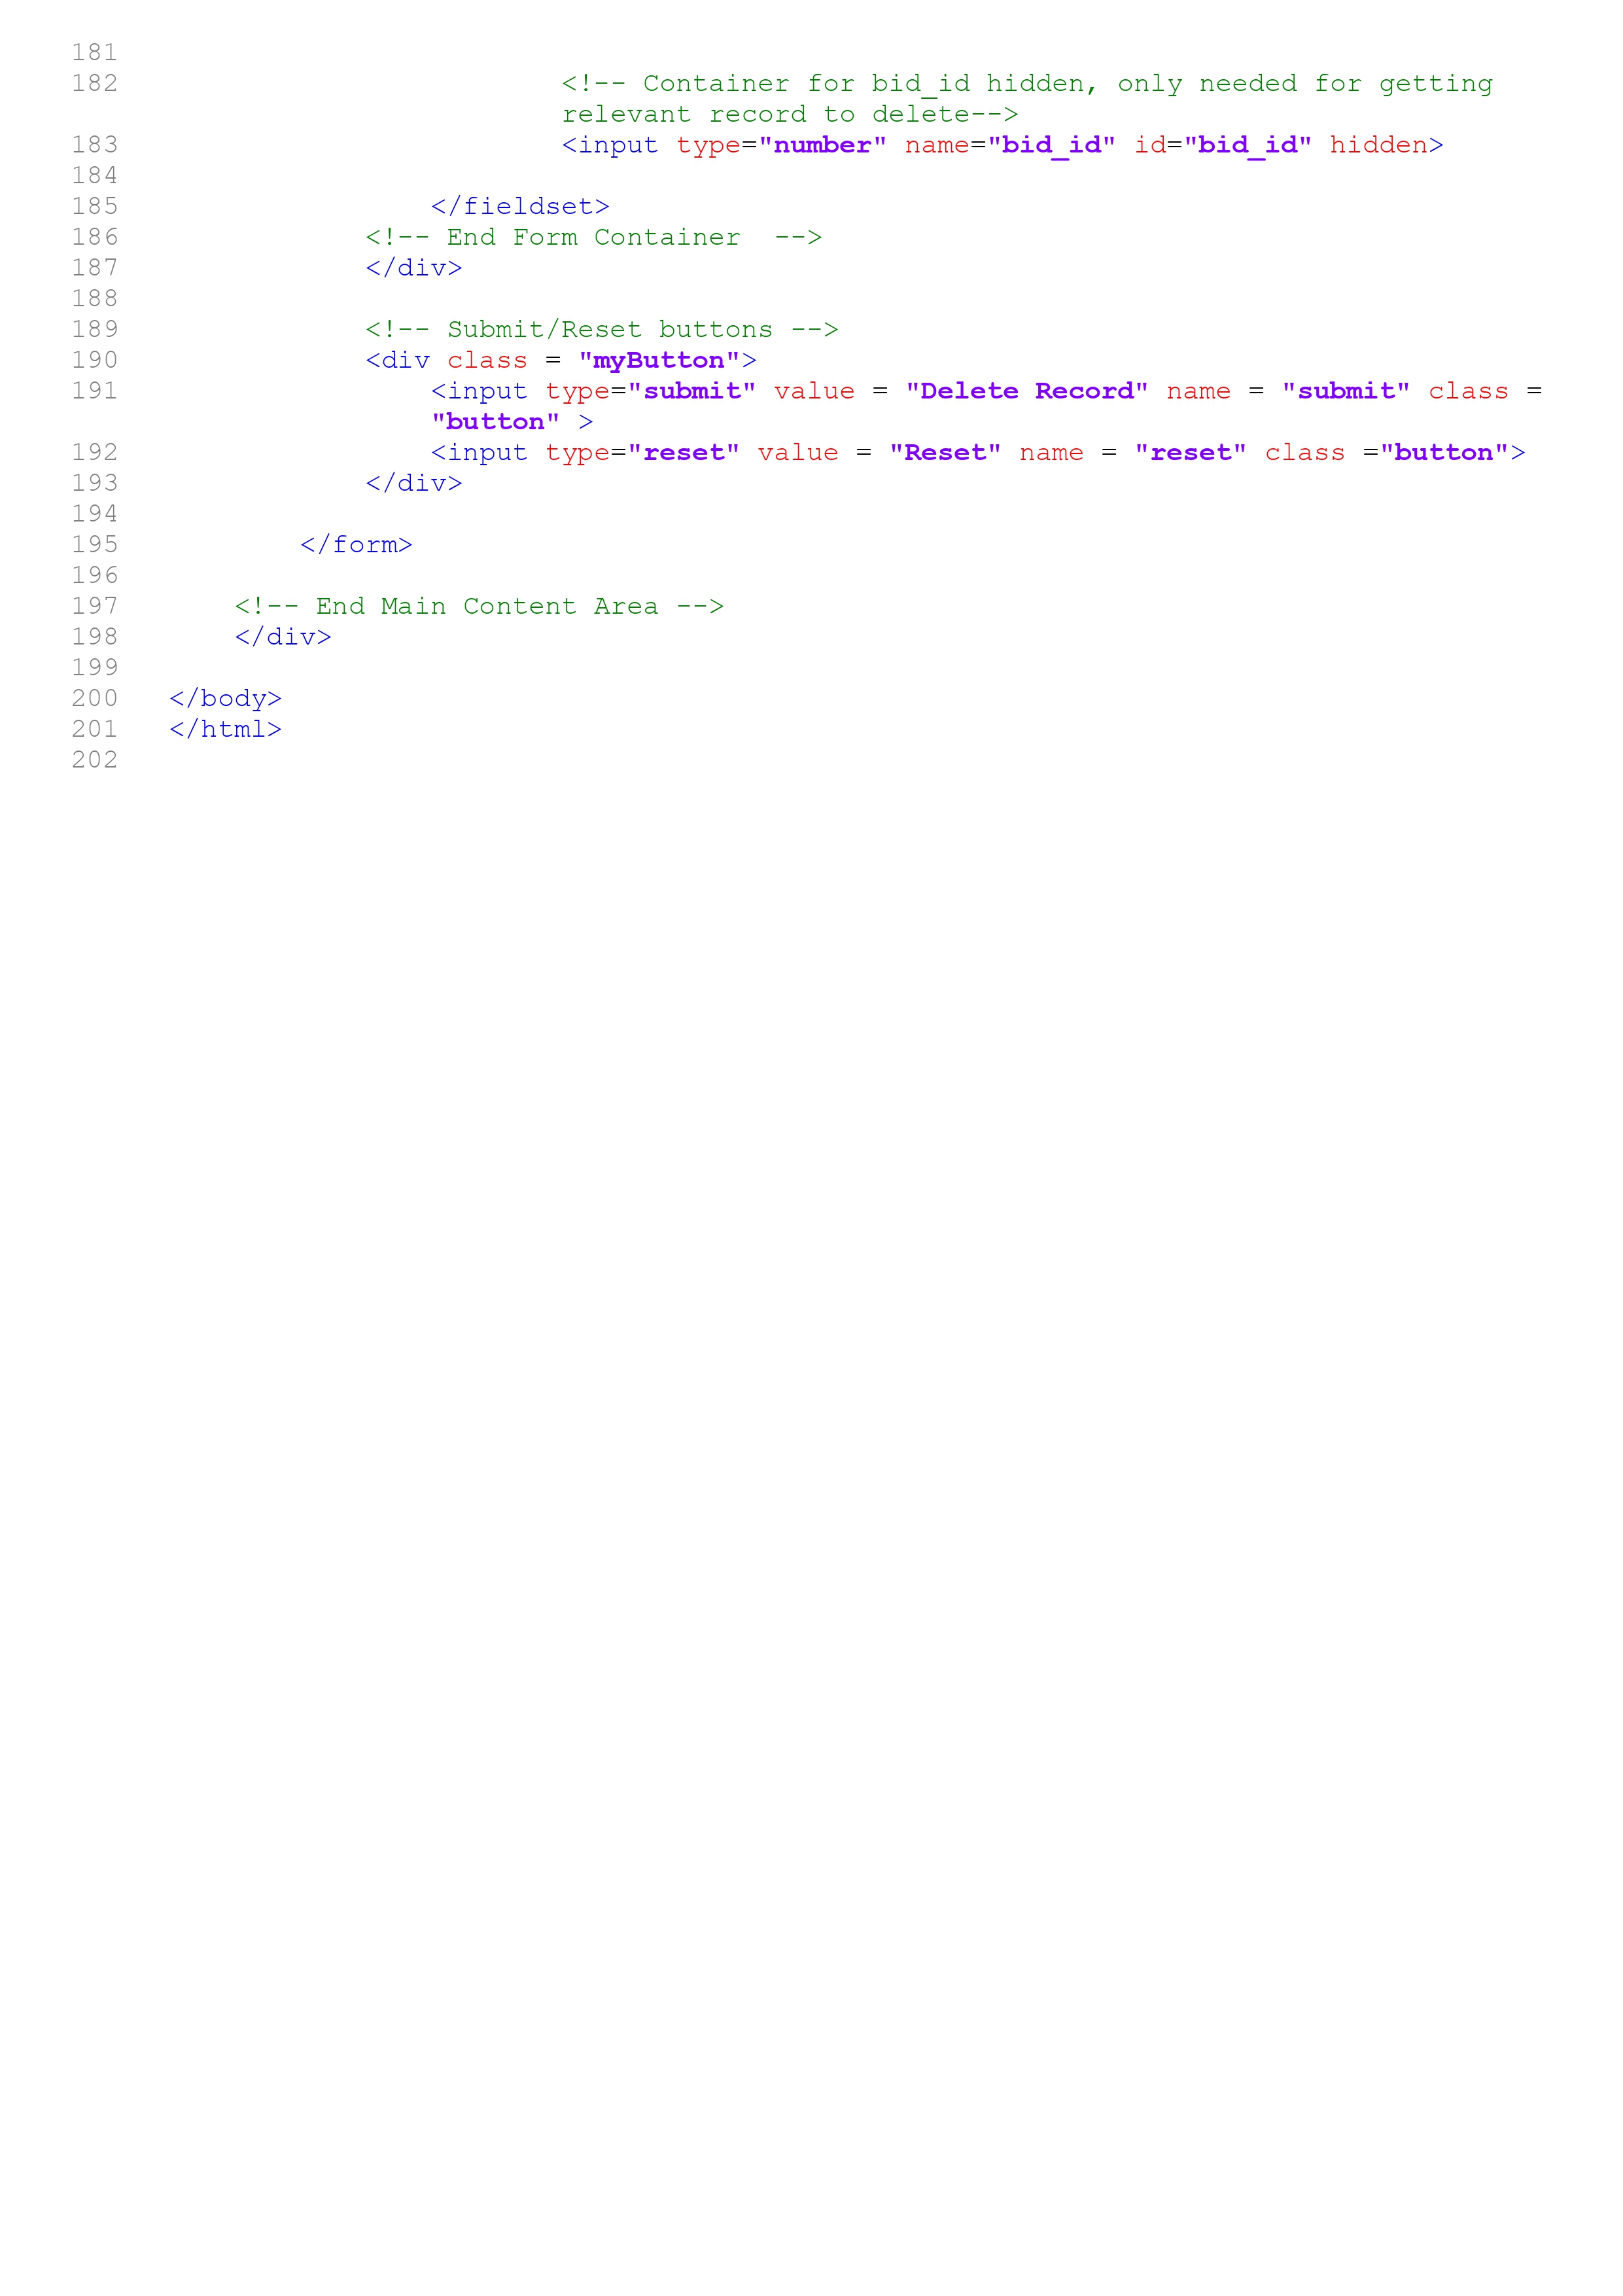 181
182 <!-- Container for bid_id hidden, only needed for getting
relevant record to delete-->
183 <input type="number" name="bid_id" id="bid_id" hidden>
184
185 </fieldset>
186 <!-- End Form Container  -->
187 </div>
188
189 <!-- Submit/Reset buttons -->
190 <div class = "myButton">
191 <input type="submit" value = "Delete Record" name = "submit" class =
"button" >
192 <input type="reset" value = "Reset" name = "reset" class ="button">
193 </div>
194
195 </form>
196
197 <!-- End Main Content Area -->
198 </div>
199
200 </body>
201 </html>
202